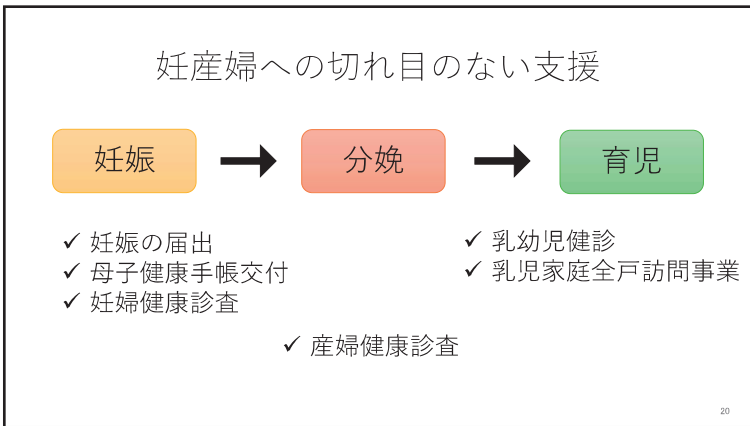 妊産婦への切れ目のない支援
妊娠
分娩
育児
✓ 妊娠の届出
✓ 母子健康手帳交付
✓ 妊婦健康診査
✓ 乳幼児健診
✓ 乳児家庭全戸訪問事業
✓ 産婦健康診査
20